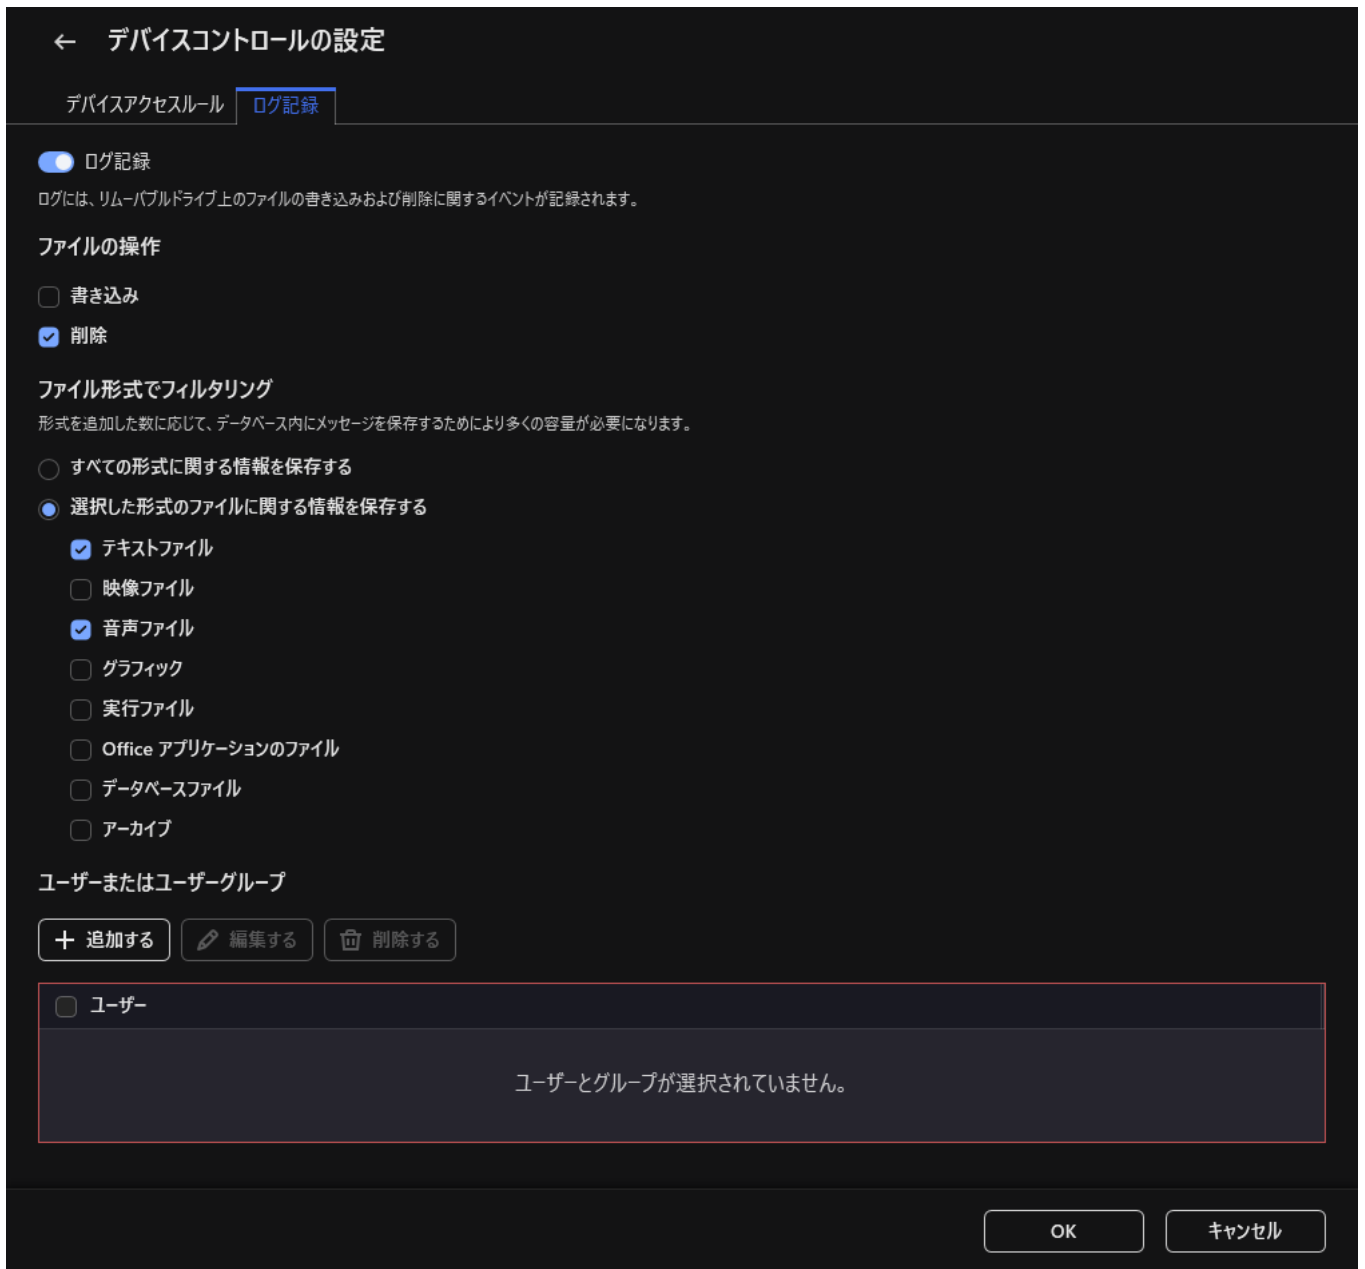 デバイスコントロールの設定
デバイスアクセスルール ログ記録
ログ記録
ログには、リムーバブルドライブ上のファイルの書き込みおよび削除に関するイベントが記録されます。
ファイルの操作
書き込み
削除
ファイル形式でフィルタリング
形式を追加した数に応じて、データベース内にメッセージを保存するためにより多くの容量が必要になります。
すべての形式に関する情報を保存する
選択した形式のファイルに関する情報を保存する
テキストファイル
映像ファイル
音声ファイル
グラフィック
実行ファイル
Office アプリケーションのファイル
データベースファイル
アーカイブ
ユーザーまたはユーザーグループ
追加する 編集する 削除する
ユーザー
ユーザーとグループが選択されていません。
OK キャンセル